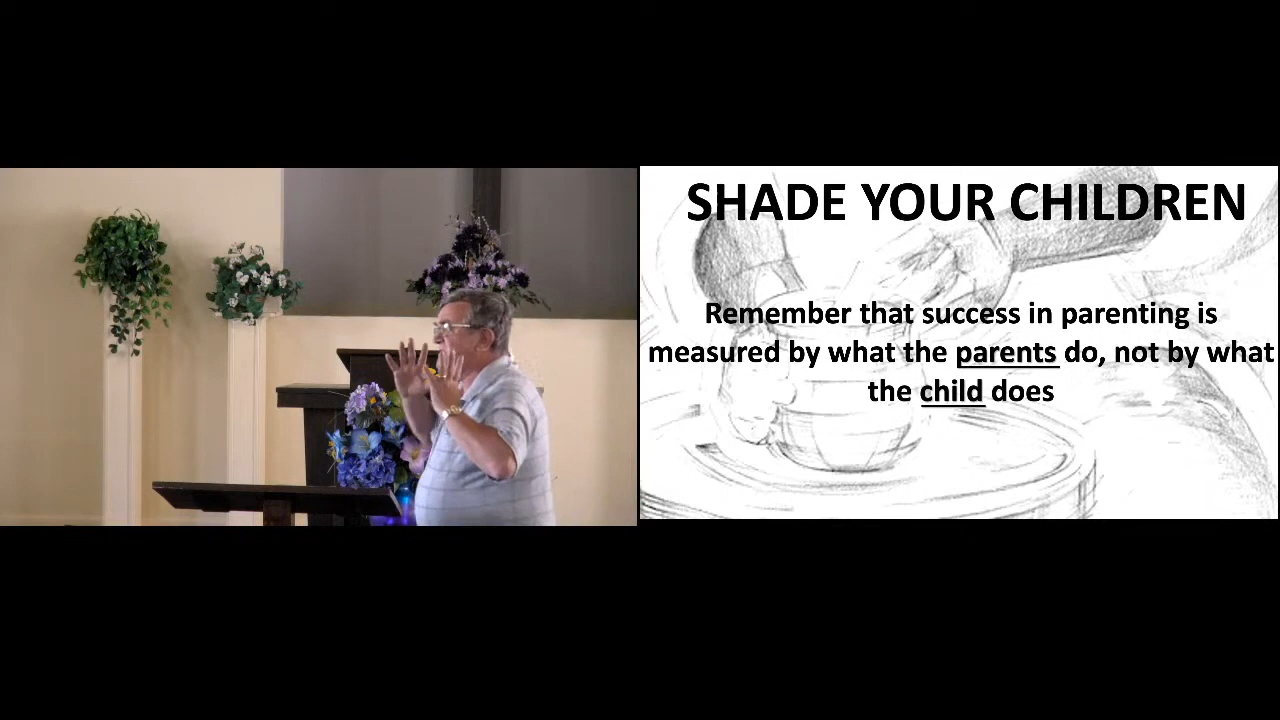 SHADE YOUR CHILDREN
Remember that success in parenting is
measured by what the parents do, not by what
the child does